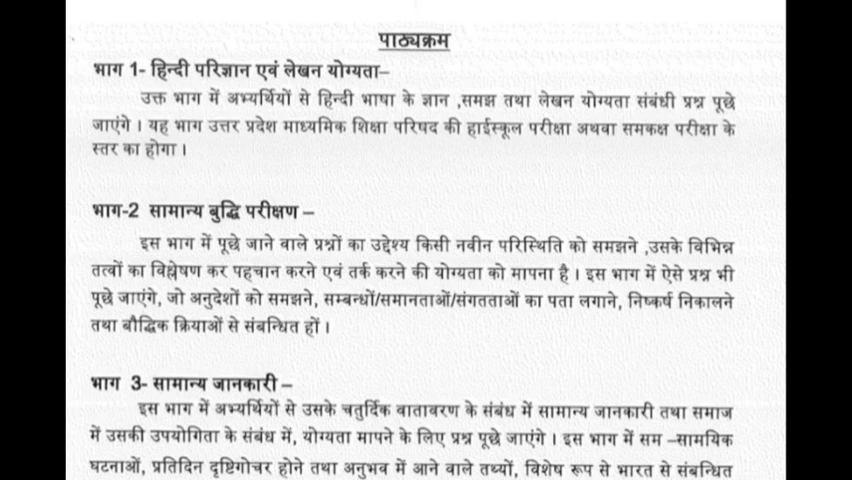 पाठ्यक्रम
भाग 1- हिन्दी परिज्ञान एवं लेखन योग्यता–
उक्त भाग में अभ्यर्थियों से हिन्दी भाषा के ज्ञान ,समझ तथा लेखन योग्यता संबंधी प्रश्न पूछे
जाएंगे । यह भाग उत्तर प्रदेश माध्यमिक शिक्षा परिषद की हाईस्कूल परीक्षा अथवा समकक्ष परीक्षा के
स्तर का होगा ।
भाग-2 सामान्य बुद्धि परीक्षण –
इस भाग में पूछे जाने वाले प्रश्नों का उद्देश्य किसी नवीन परिस्थिति को समझने ,उसके विभिन्न
तत्वों का विश्लेषण कर पहचान करने एवं तर्क करने की योग्यता को मापना है । इस भाग में ऐसे प्रश्न भी
पूछे जाएंगे, जो अनुदेशों को समझने, सम्बन्धों/समानताओं/संगतताओं का पता लगाने, निष्कर्ष निकालने
तथा बौद्धिक क्रियाओं से संबन्धित हों ।
भाग 3- सामान्य जानकारी –
इस भाग में अभ्यर्थियों से उसके चतुर्दिक वातावरण के संबंध में सामान्य जानकारी तथा समाज
में उसकी उपयोगिता के संबंध में, योग्यता मापने के लिए प्रश्न पूछे जाएंगे । इस भाग में सम –सामयिक
घटनाओं, प्रतिदिन दृष्टिगोचर होने तथा अनुभव में आने वाले तथ्यों, विशेष रूप से भारत से संबन्धित